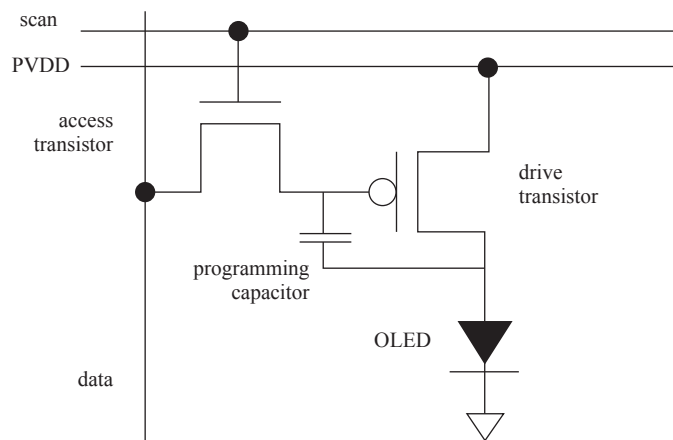 scan
PVDD
access
transistor
drive
transistor
programming
capacitor
OLED
data